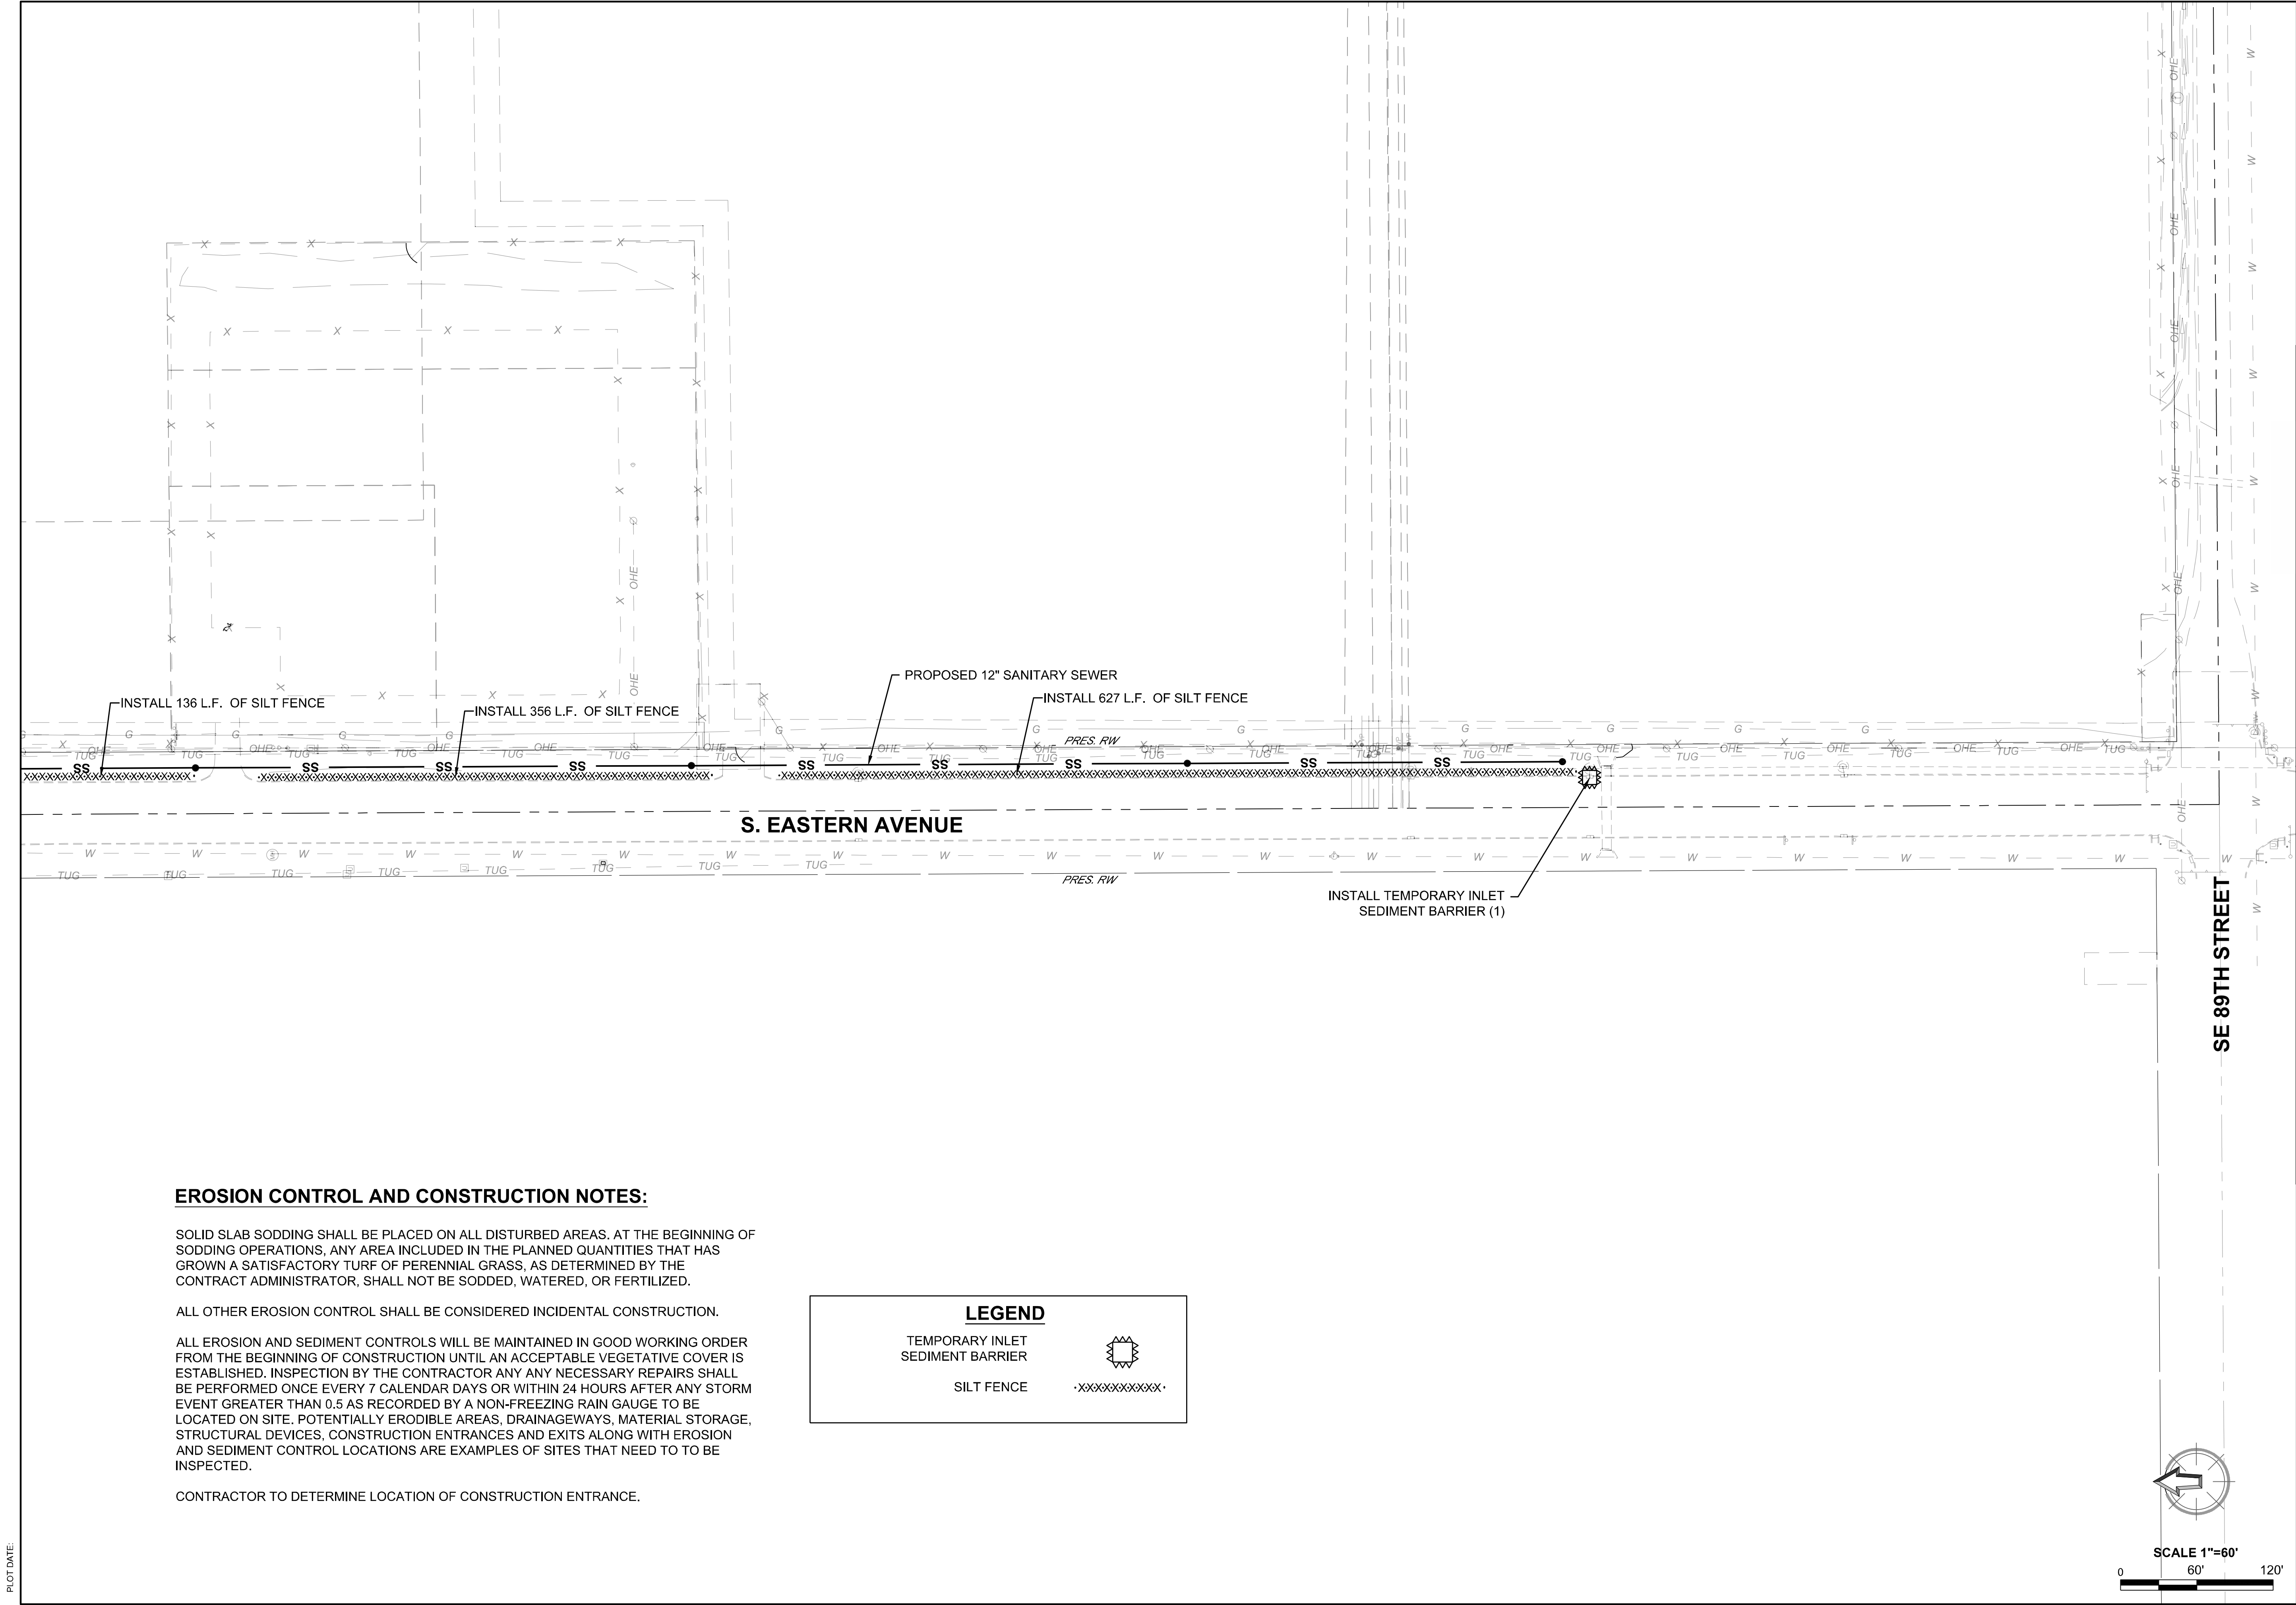 INSTALL 136 L.F. OF SILT FENCE
INSTALL 356 L.F. OF SILT FENCE
PROPOSED 12" SANITARY SEWER
INSTALL 627 L.F. OF SILT FENCE
PRES. RW
S. EASTERN AVENUE
PRES. RW
INSTALL TEMPORARY INLET
SEDIMENT BARRIER (1)
SE 89TH STREET
OHE
TUG
SS
G
W
X
EROSION CONTROL AND CONSTRUCTION NOTES:
SOLID SLAB SODDING SHALL BE PLACED ON ALL DISTURBED AREAS. AT THE BEGINNING OF
SODDING OPERATIONS, ANY AREA INCLUDED IN THE PLANNED QUANTITIES THAT HAS
GROWN A SATISFACTORY TURF OF PERENNIAL GRASS, AS DETERMINED BY THE
CONTRACT ADMINISTRATOR, SHALL NOT BE SODDED, WATERED, OR FERTILIZED.
ALL OTHER EROSION CONTROL SHALL BE CONSIDERED INCIDENTAL CONSTRUCTION.
ALL EROSION AND SEDIMENT CONTROLS WILL BE MAINTAINED IN GOOD WORKING ORDER
FROM THE BEGINNING OF CONSTRUCTION UNTIL AN ACCEPTABLE VEGETATIVE COVER IS
ESTABLISHED. INSPECTION BY THE CONTRACTOR ANY ANY NECESSARY REPAIRS SHALL
BE PERFORMED ONCE EVERY 7 CALENDAR DAYS OR WITHIN 24 HOURS AFTER ANY STORM
EVENT GREATER THAN 0.5 AS RECORDED BY A NON-FREEZING RAIN GAUGE TO BE
LOCATED ON SITE. POTENTIALLY ERODIBLE AREAS, DRAINAGEWAYS, MATERIAL STORAGE,
STRUCTURAL DEVICES, CONSTRUCTION ENTRANCES AND EXITS ALONG WITH EROSION
AND SEDIMENT CONTROL LOCATIONS ARE EXAMPLES OF SITES THAT NEED TO TO BE
INSPECTED.
CONTRACTOR TO DETERMINE LOCATION OF CONSTRUCTION ENTRANCE.
LEGEND
TEMPORARY INLET
SEDIMENT BARRIER
SILT FENCE
SCALE 1"=60'
0 60' 120'
PLOT DATE: